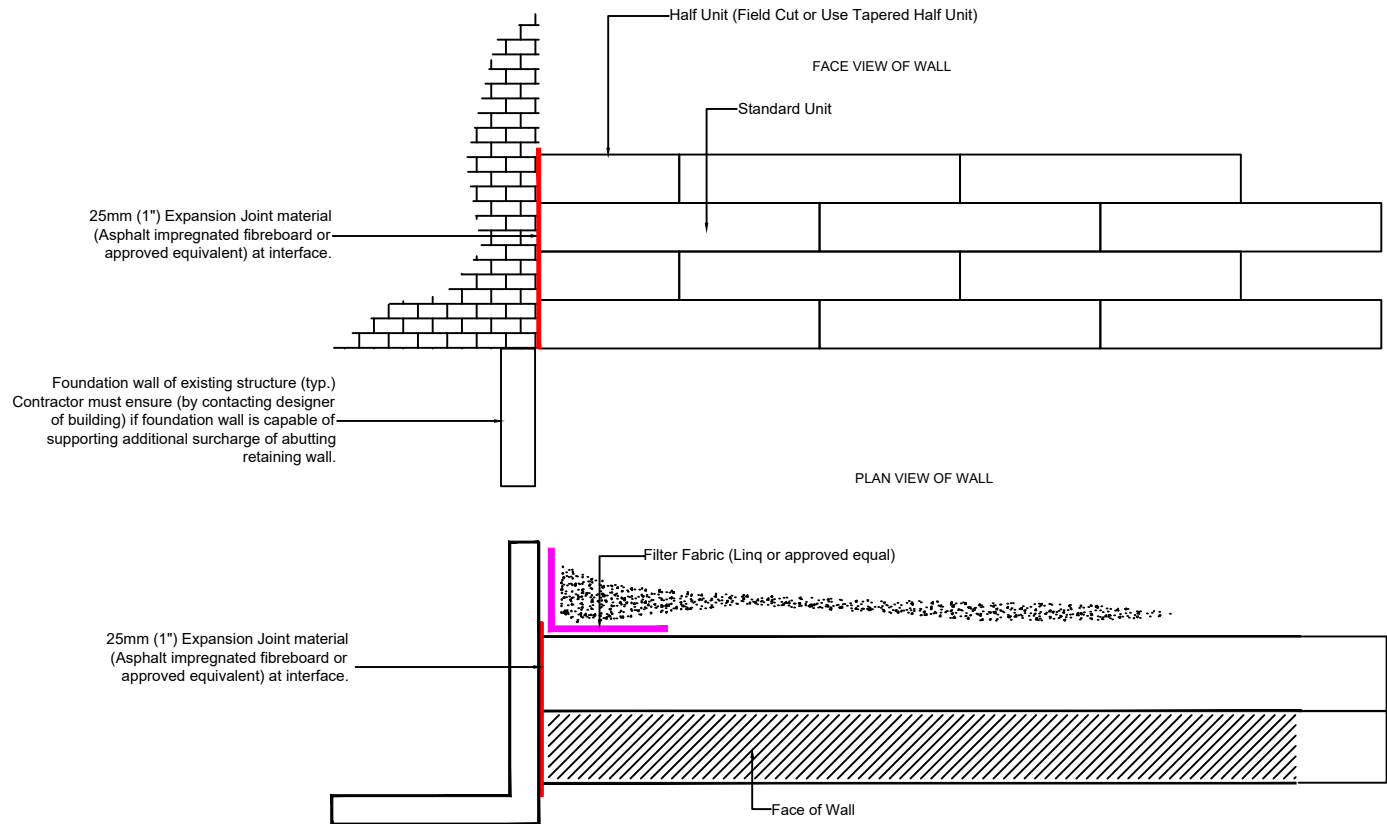 Half Unit (Field Cut or Use Tapered Half Unit)
FACE VIEW OF WALL
Standard Unit
25mm (1") Expansion Joint material
(Asphalt impregnated fibreboard or
approved equivalent) at interface.
Foundation wall of existing structure (typ.)
Contractor must ensure (by contacting designer
of building) if foundation wall is capable of
supporting additional surcharge of abutting
retaining wall.
PLAN VIEW OF WALL
Filter Fabric (Linq or approved equal)
25mm (1") Expansion Joint material
(Asphalt impregnated fibreboard or
approved equivalent) at interface.
Face of Wall